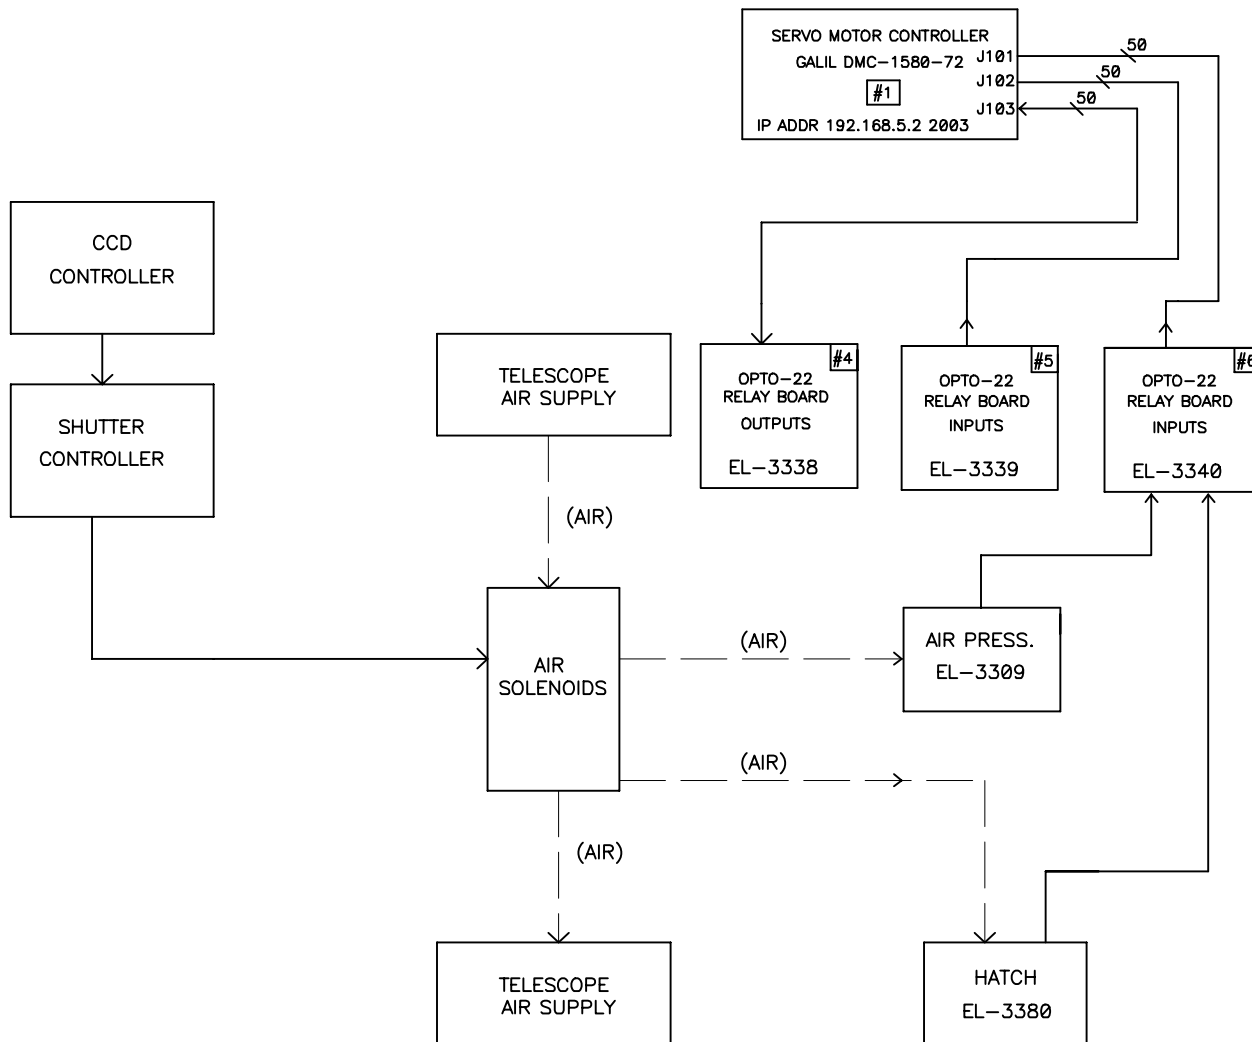 SERVO MOTOR CONTROLLER
GALIL DMC-1580-72
#1
IP ADDR 192.168.5.2 2003
J101
J102
J103
50
50
50
CCD
CONTROLLER
SHUTTER
CONTROLLER
TELESCOPE
AIR SUPPLY
(AIR)
#4
OPTO-22
RELAY BOARD
OUTPUTS
EL-3338
#5
OPTO-22
RELAY BOARD
INPUTS
EL-3339
#6
OPTO-22
RELAY BOARD
INPUTS
EL-3340
AIR
SOLENOIDS
(AIR)
AIR PRESS.
EL-3309
(AIR)
(AIR)
TELESCOPE
AIR SUPPLY
HATCH
EL-3380